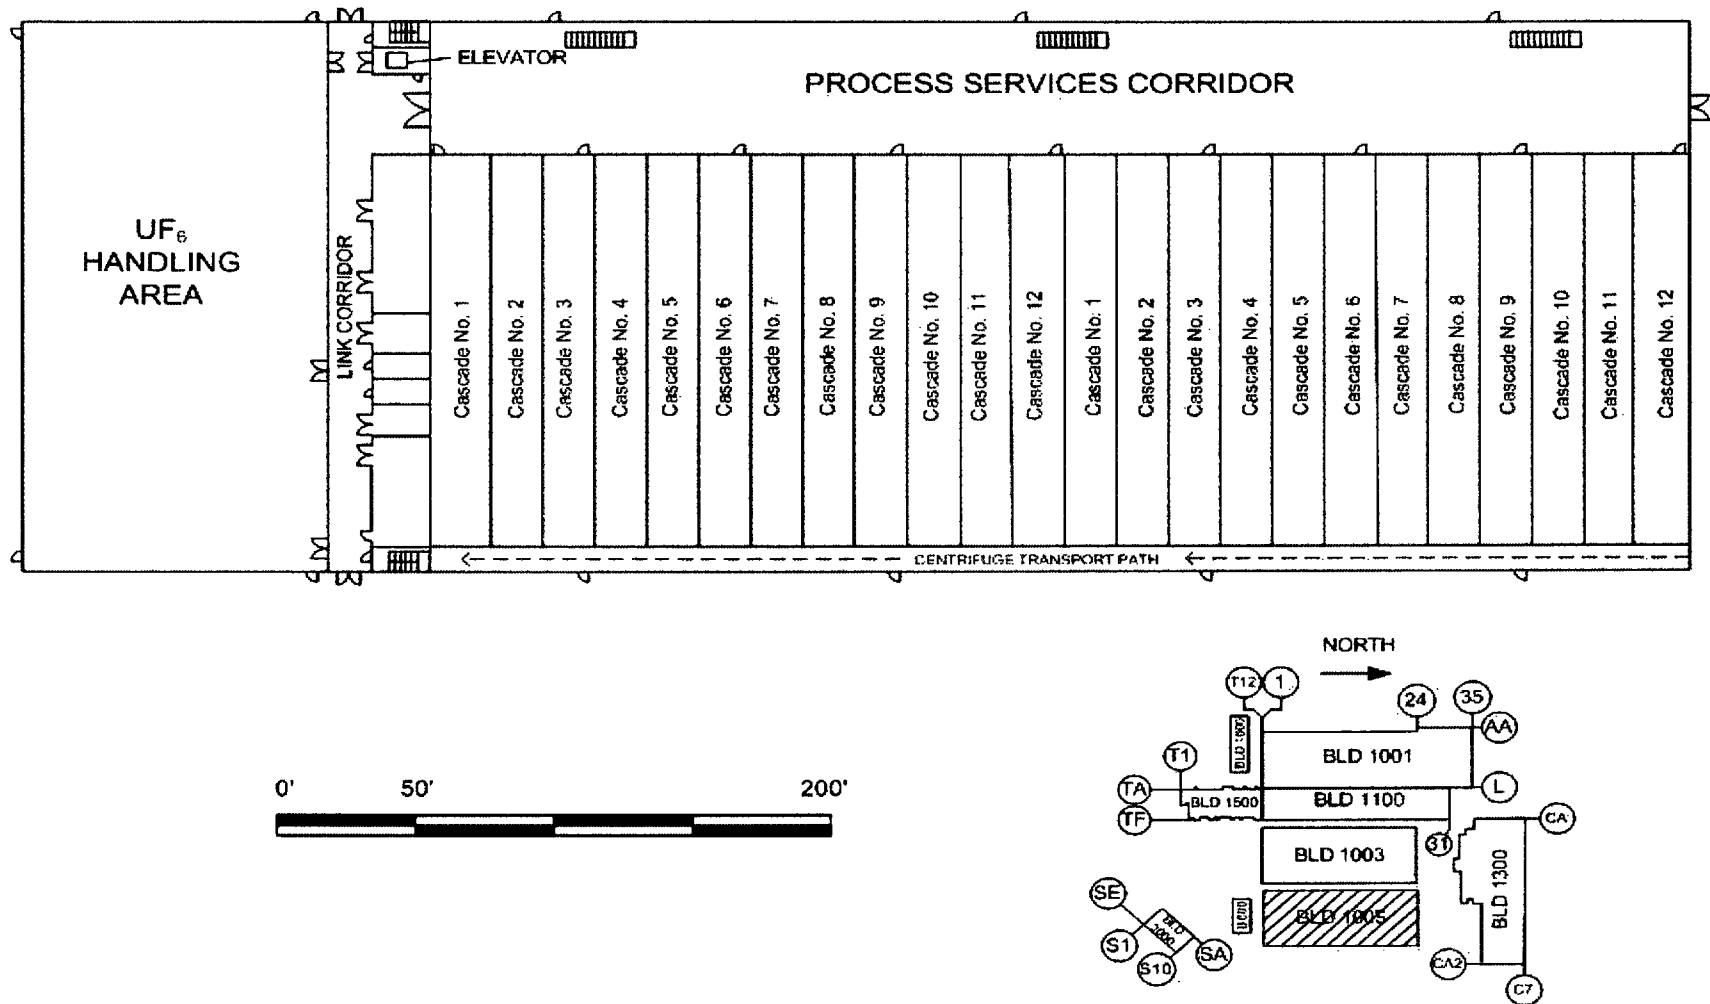 ELEVATOR
PROCESS SERVICES CORRIDOR
UF₆
HANDLING
AREA
LINK CORRIDOR
Cascade No. 1
Cascade No. 2
Cascade No. 3
Cascade No. 4
Cascade No. 5
Cascade No. 6
Cascade No. 7
Cascade No. 8
Cascade No. 9
Cascade No. 10
Cascade No. 11
Cascade No. 12
Cascade No. 1
Cascade No. 2
Cascade No. 3
Cascade No. 4
Cascade No. 5
Cascade No. 6
Cascade No. 7
Cascade No. 8
Cascade No. 9
Cascade No. 10
Cascade No. 11
Cascade No. 12
CENTRIFUGE TRANSPORT PATH
0'
50'
200'
NORTH
T12
1
24
35
AA
BLD 1001
T1
TA
BLD 1500
BLD 1100
L
TF
31
CA
BLD 1003
BLD 1300
SE
BLD 1005
BLD
S1
S10
SA
CA2
C7